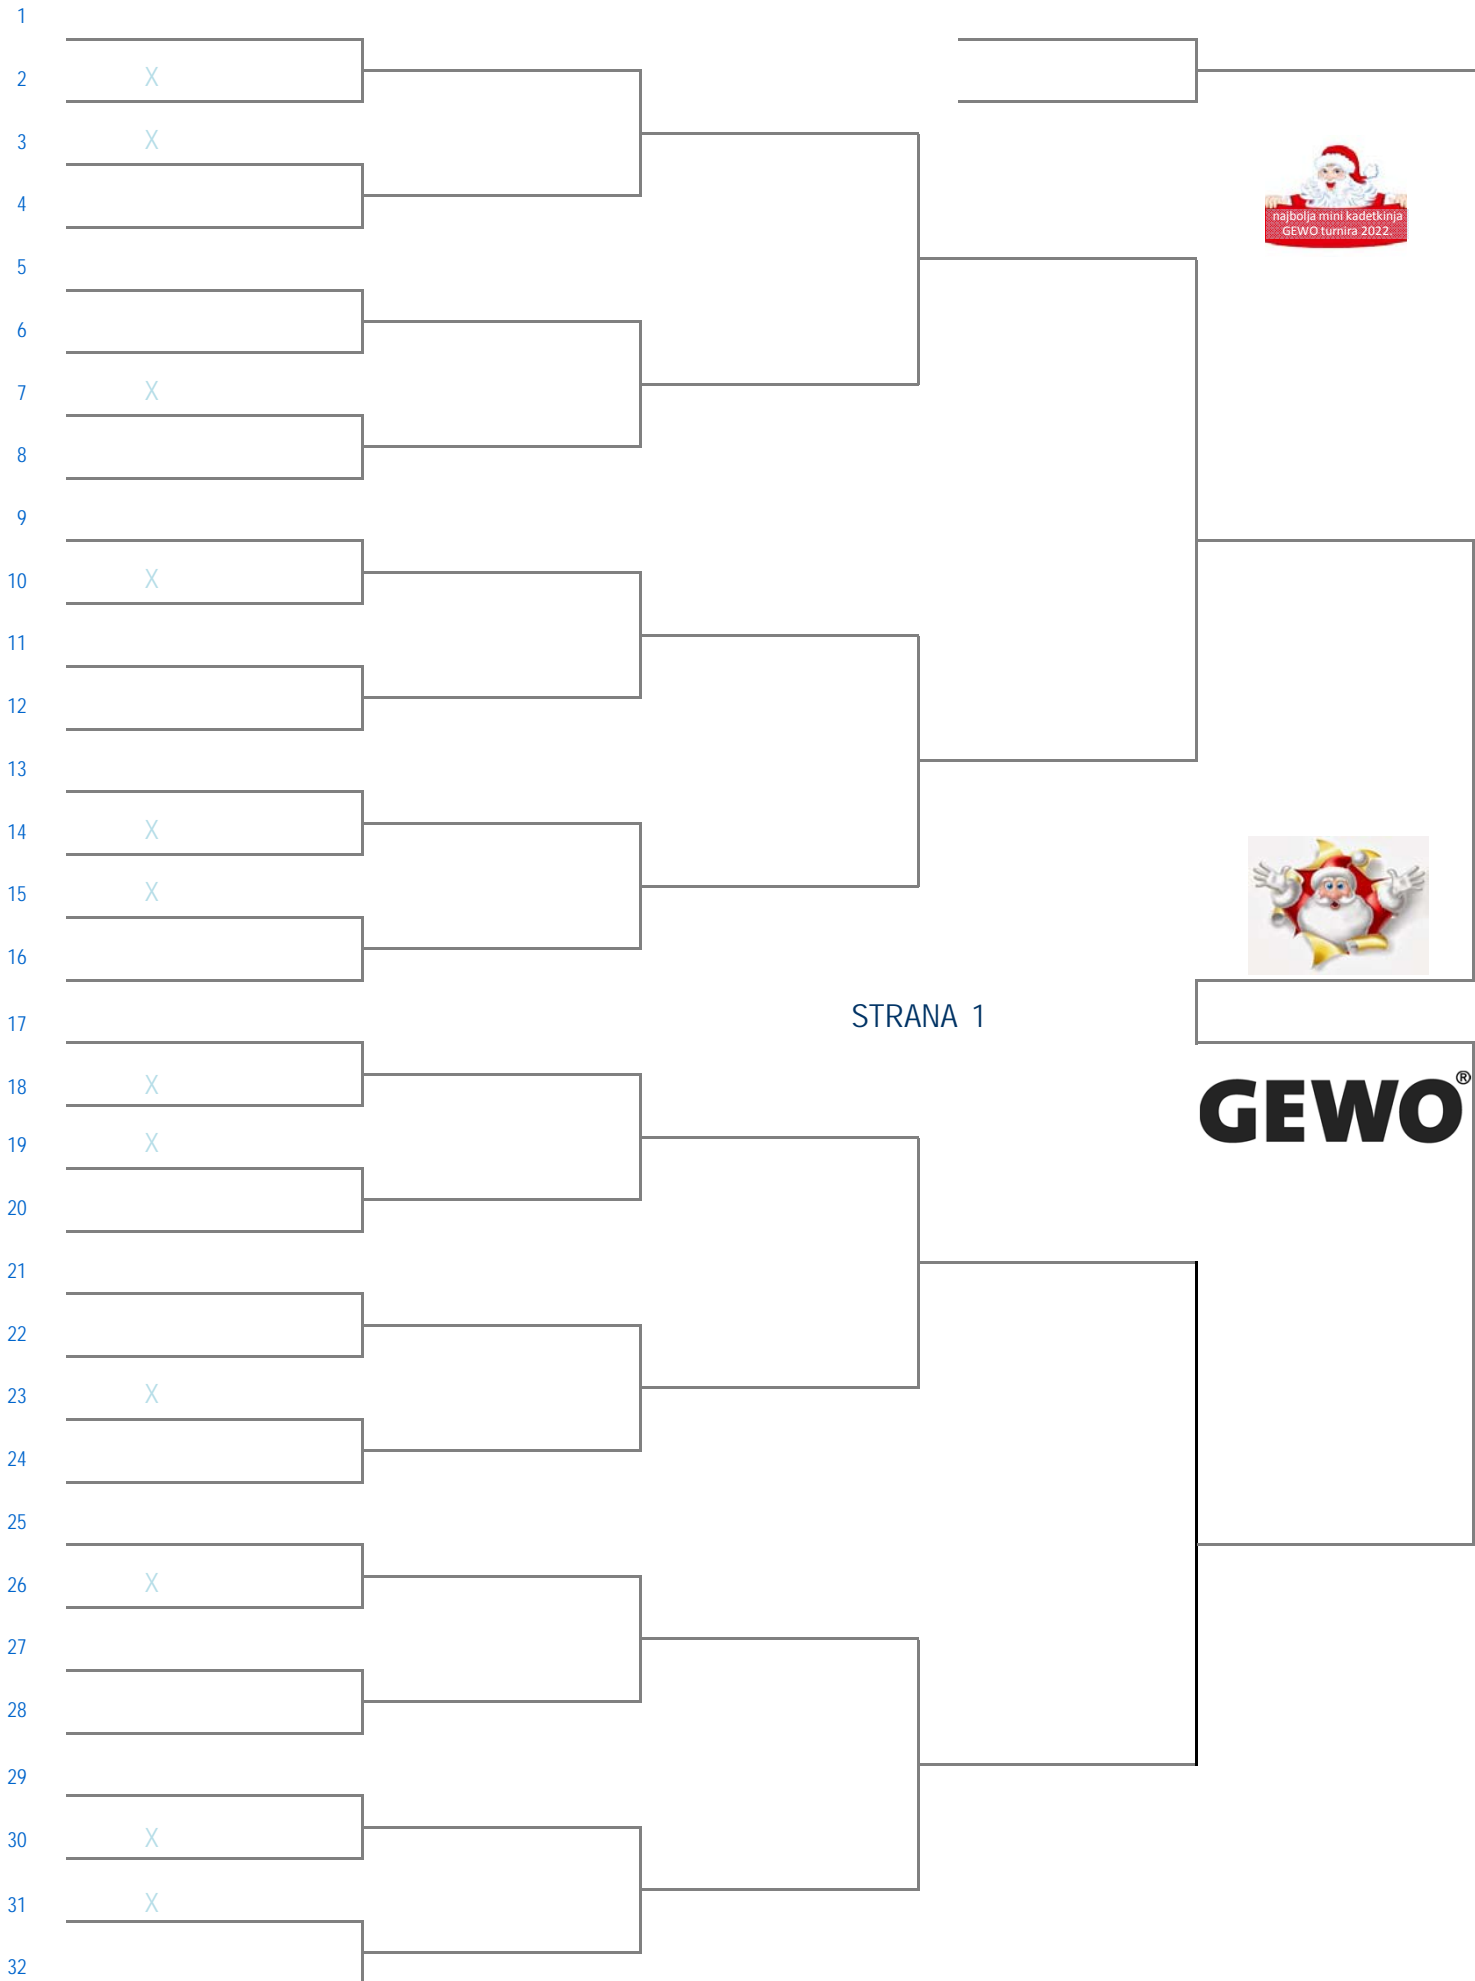 1
2 X
3 X
4
najbolja mini kadetkinja
GEWO turnira 2022.
5
6
7 X
8
9
10 X
11
12
13
14 X
15 X
16
STRANA 1
17
GEWO®
18 X
19 X
20
21
22
23 X
24
25
26 X
27
28
29
30 X
31 X
32